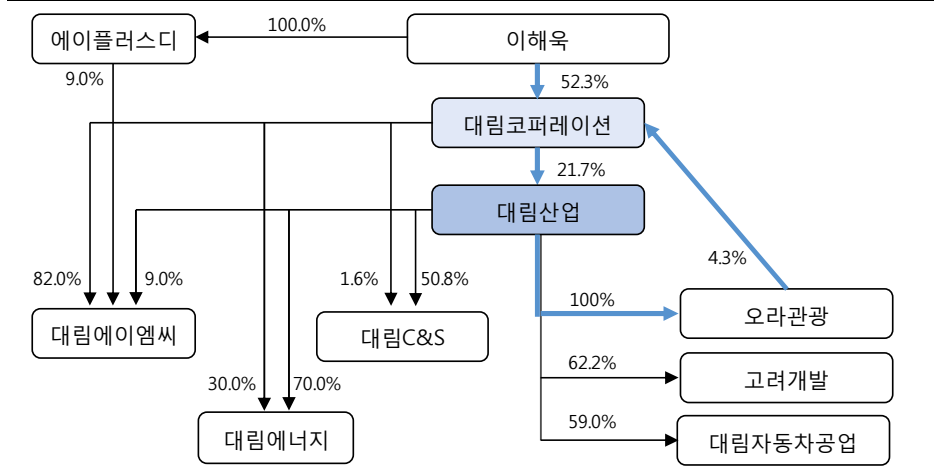 에이플러스디
100.0%
이해욱
9.0%
52.3%
대림코퍼레이션
21.7%
대림산업
4.3%
82.0%
9.0%
1.6%
50.8%
100%
오라관광
대림에이엠씨
대림C&S
62.2%
고려개발
30.0%
70.0%
59.0%
대림에너지
대림자동차공업